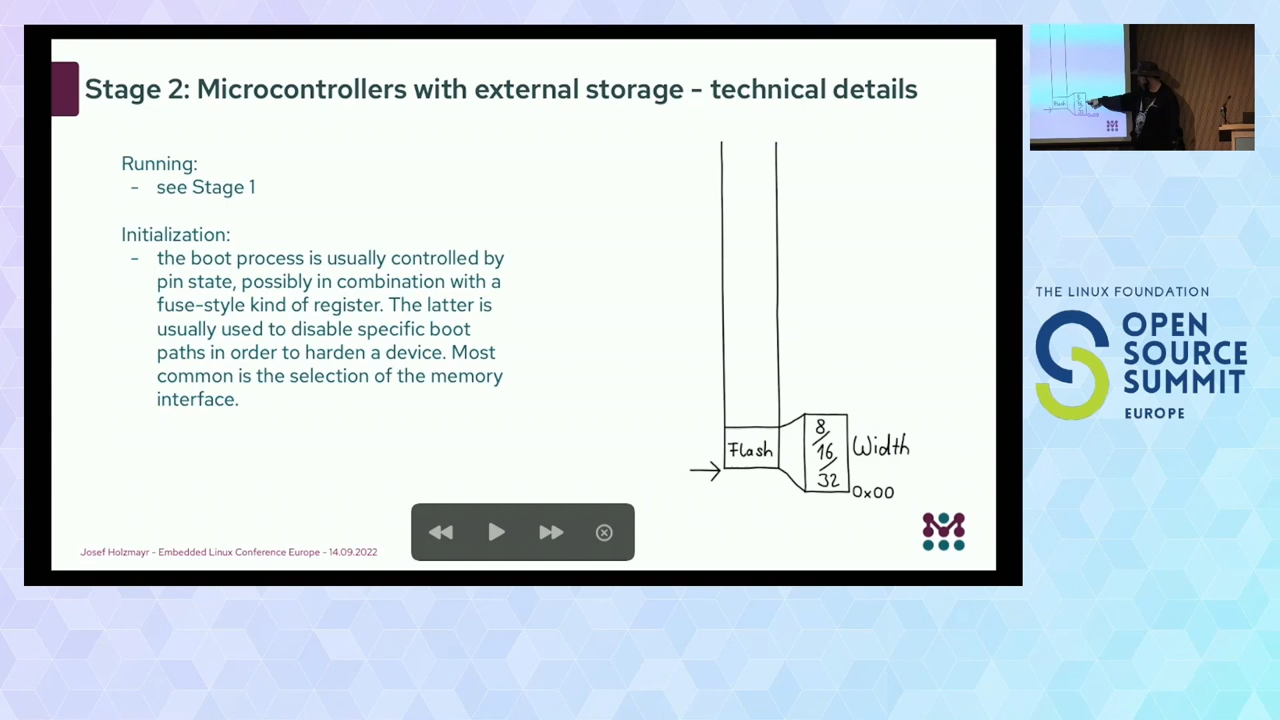 Stage 2: Microcontrollers with external storage - technical details
Running:
- see Stage 1
Initialization:
- the boot process is usually controlled by
pin state, possibly in combination with a
fuse-style kind of register. The latter is
usually used to disable specific boot
paths in order to harden a device. Most
common is the selection of the memory
interface.
Flash
8/
16/
32
Width
0x00
Josef Holzmayr - Embedded Linux Conference Europe - 14.09.2022
THE LINUX FOUNDATION
OPEN
SOURCE
SUMMIT
EUROPE